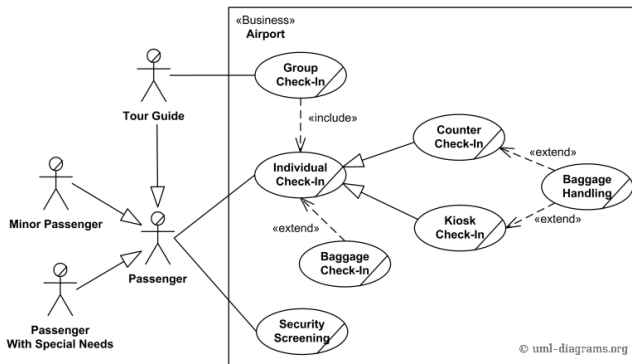 «Business»
Airport
Group
Check-In
Tour Guide
«include»
Counter
Check-In
«extend»
Individual
Check-In
Baggage
Handling
Minor Passenger
Kiosk
Check-In
«extend»
«extend»
Passenger
Baggage
Check-In
Passenger
With Special Needs
Security
Screening
© uml-diagrams.org